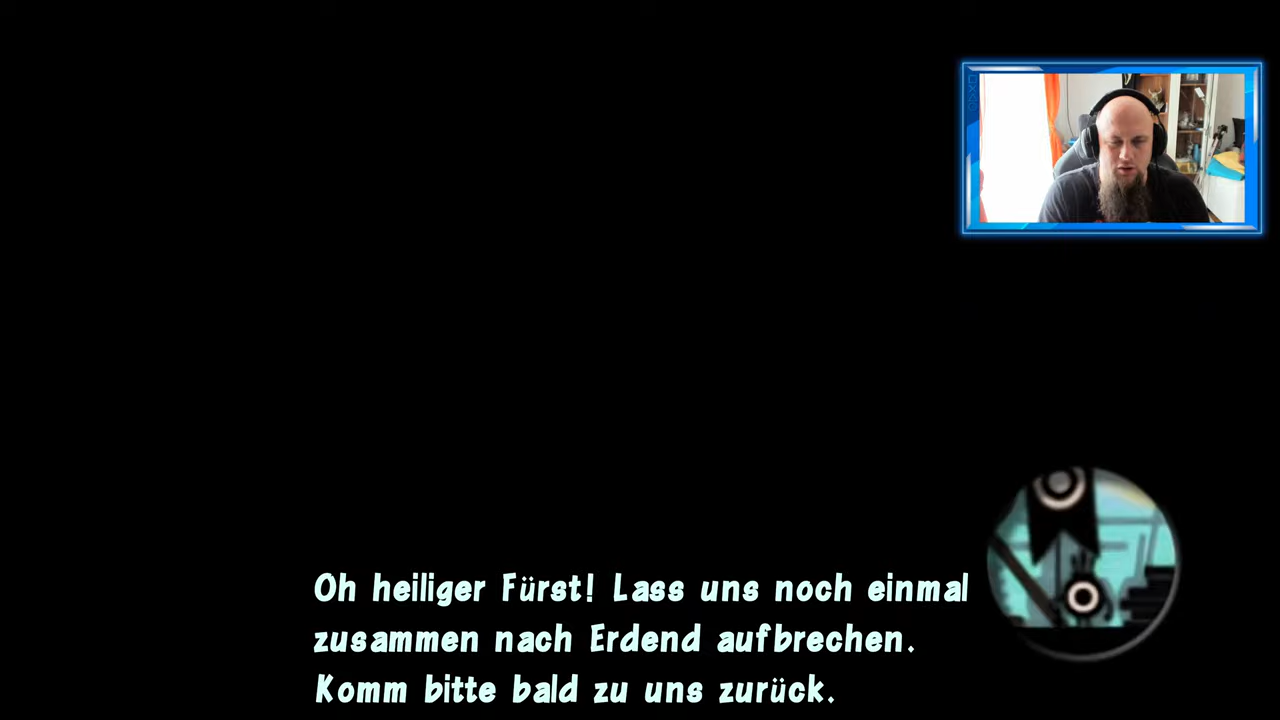 Oh heiliger Fürst! Lass uns noch einmal
zusammen nach Erdend aufbrechen.
Komm bitte bald zu uns zurück.